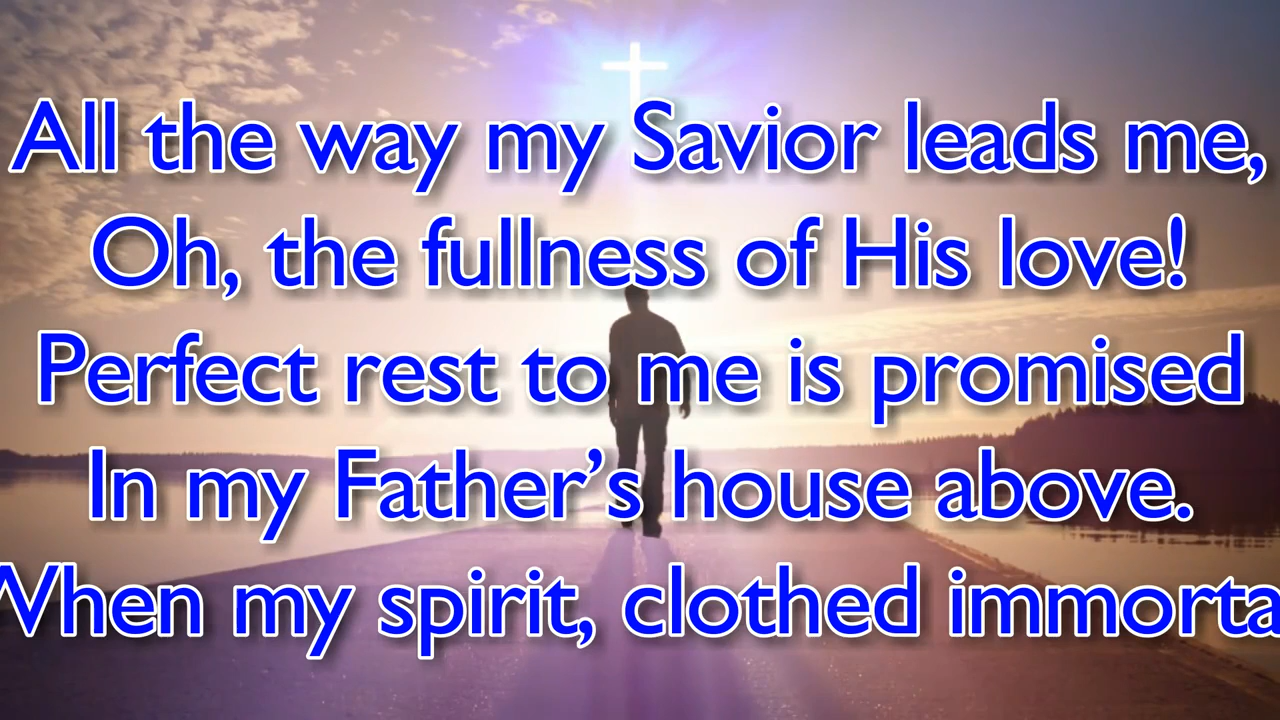 All the way my Savior leads me,
Oh, the fullness of His love!
Perfect rest to me is promised
In my Father’s house above.
When my spirit, clothed immorta